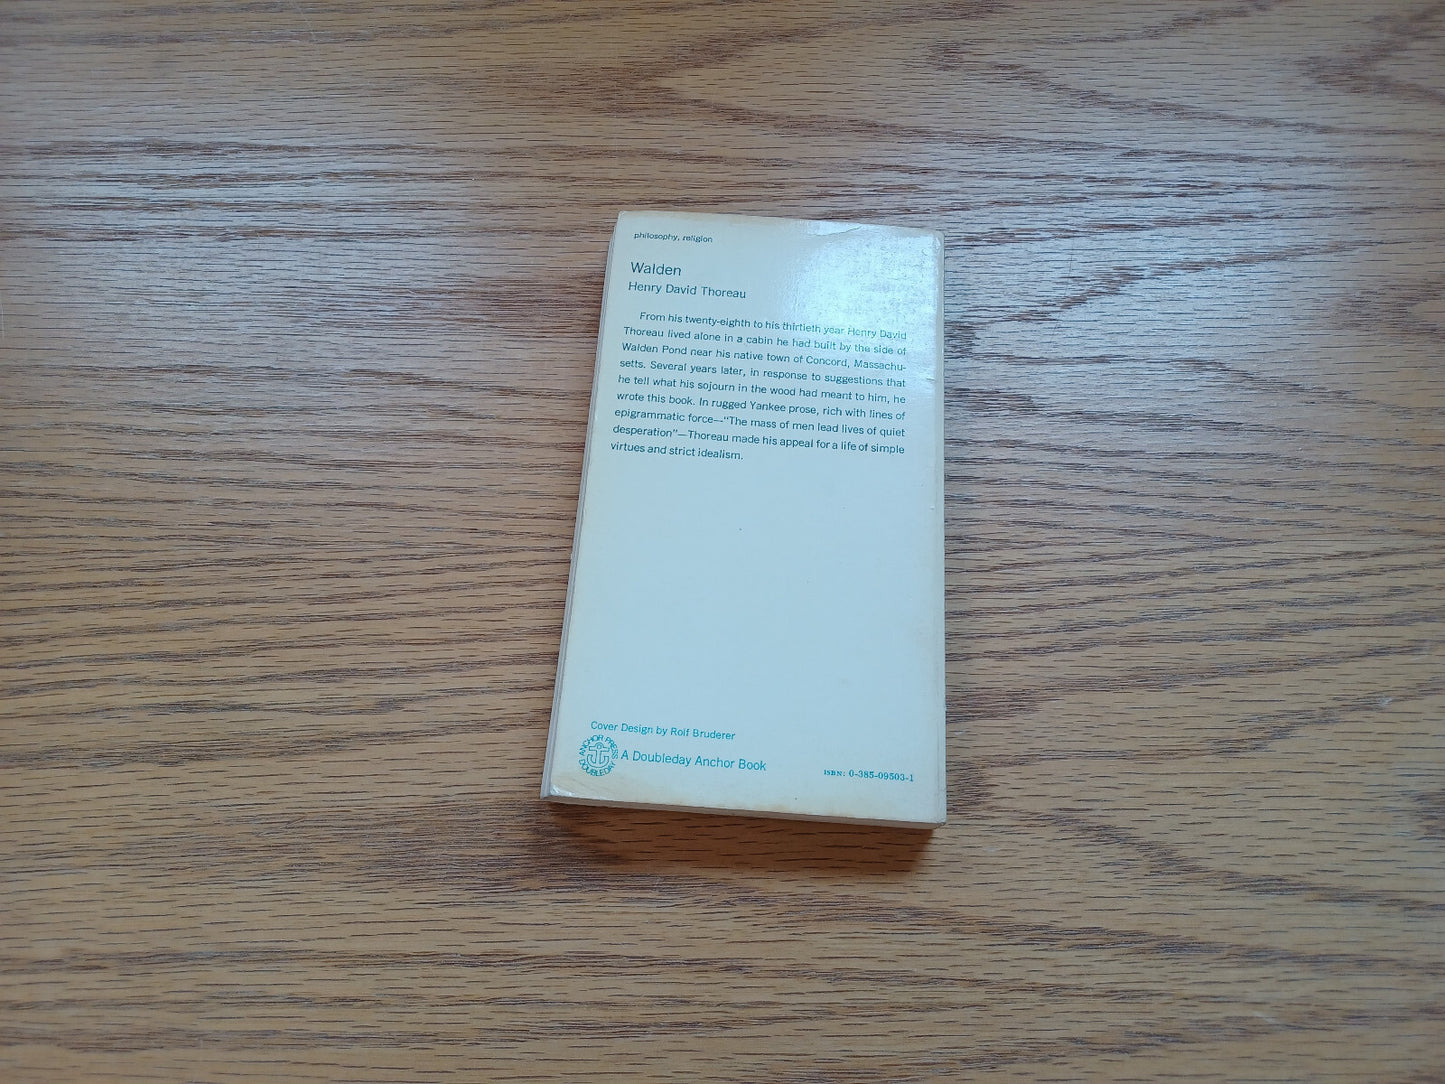 philosophy, religion
Walden
Henry David Thoreau
From his twenty-eighth to his thirtieth year Henry David
Thoreau lived alone in a cabin he had built by the side of
Walden Pond near his native town of Concord, Massachu-
setts. Several years later, in response to suggestions that
he tell what his sojourn in the wood had meant to him, he
wrote this book. In rugged Yankee prose, rich with lines of
epigrammatic force—"The mass of men lead lives of quiet
desperation"—Thoreau made his appeal for a life of simple
virtues and strict idealism.
Cover Design by Rolf Bruderer
ANCHOR PRESS
DOUBLEDAY
A Doubleday Anchor Book
ISBN: 0-385-09503-1